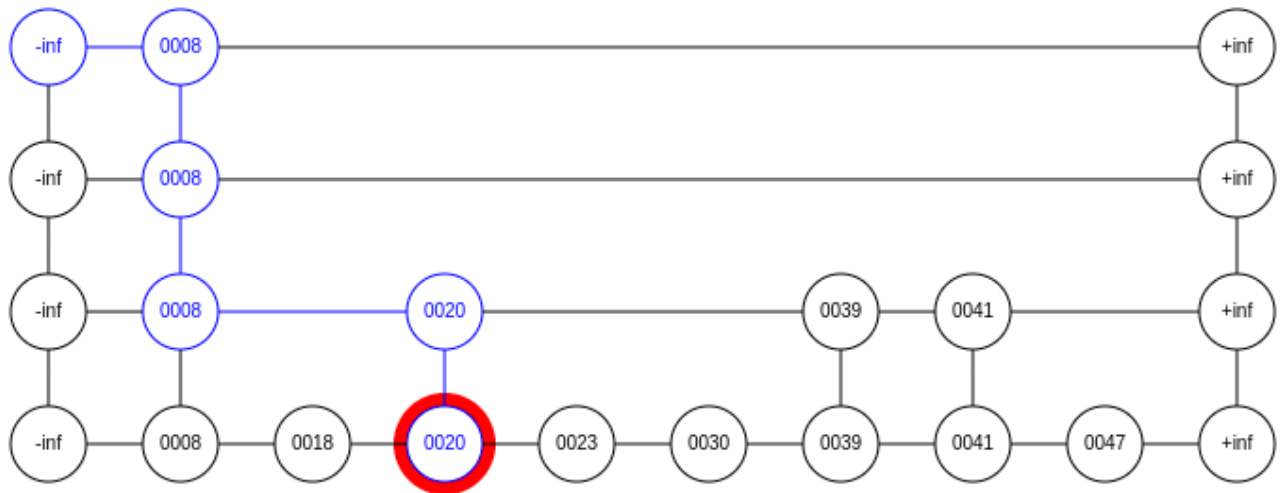 -inf 0008 +inf
-inf 0008 +inf
-inf 0008 0020 0039 0041 +inf
-inf 0008 0018 0020 0023 0030 0039 0041 0047 +inf